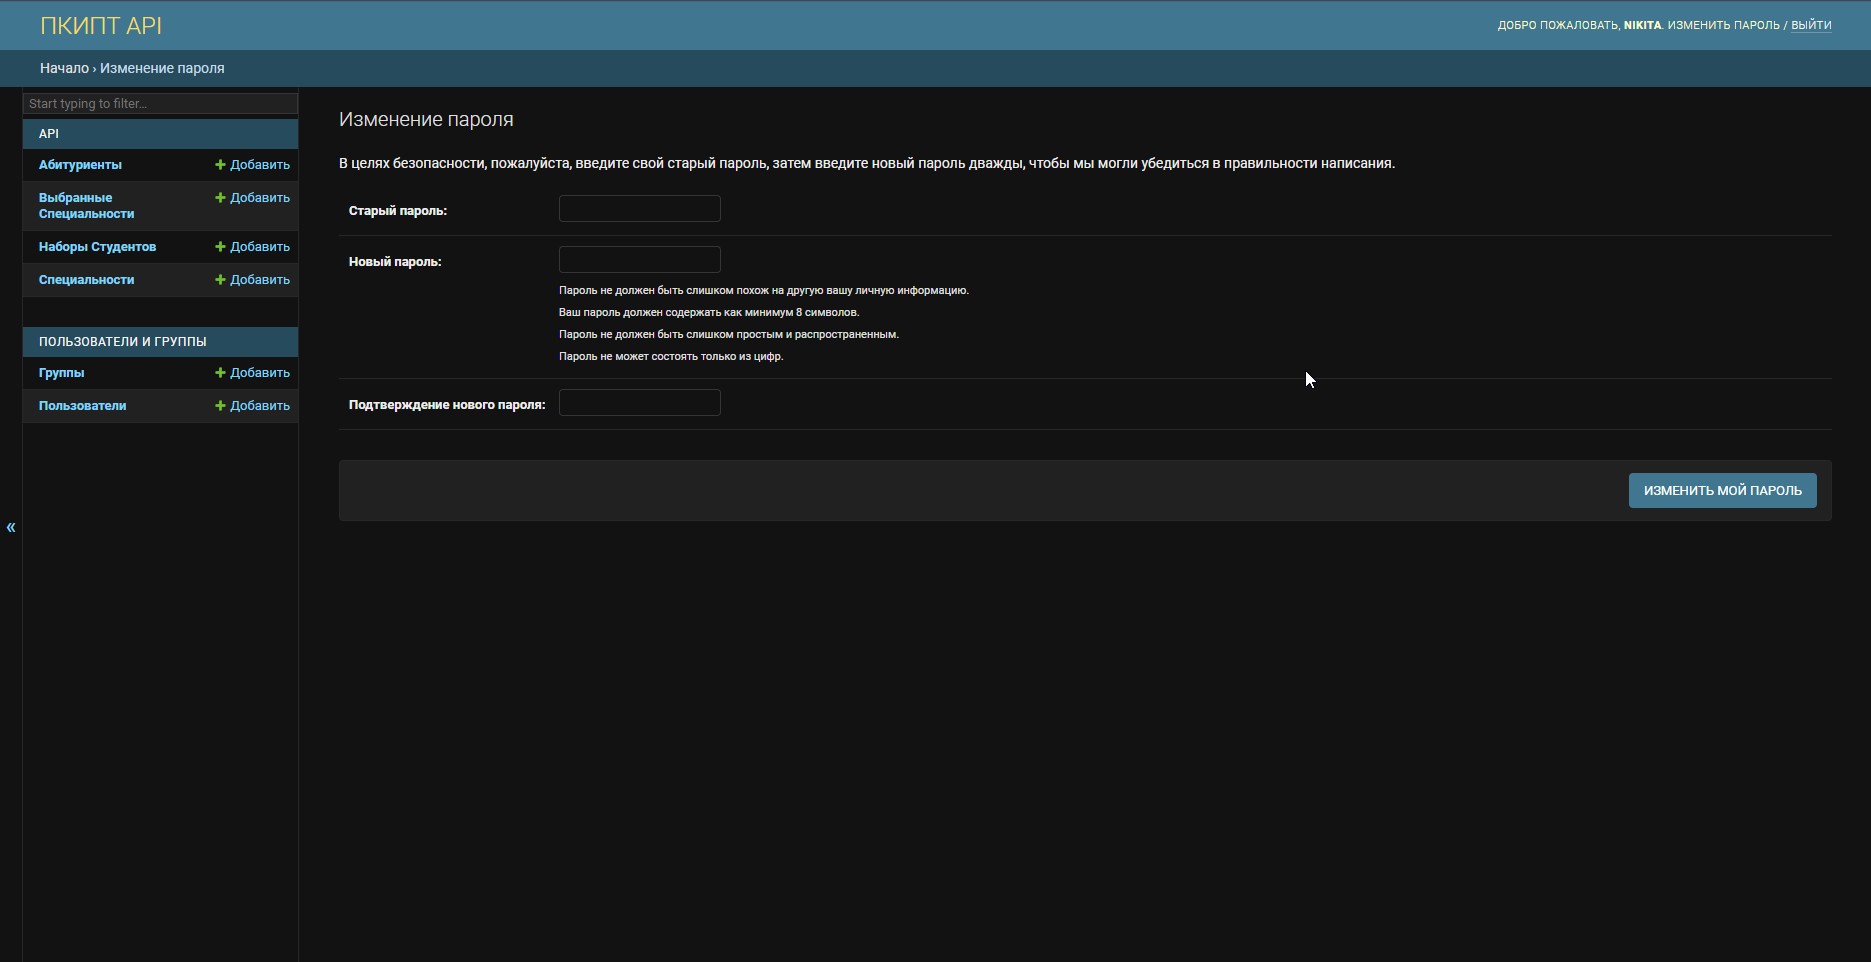 ПКИПТ API
ДОБРО ПОЖАЛОВАТЬ, NIKITA. ИЗМЕНИТЬ ПАРОЛЬ / ВЫЙТИ
Начало › Изменение пароля
Start typing to filter...
API
Абитуриенты + Добавить
Выбранные Специальности + Добавить
Наборы Студентов + Добавить
Специальности + Добавить
ПОЛЬЗОВАТЕЛИ И ГРУППЫ
Группы + Добавить
Пользователи + Добавить
«
Изменение пароля
В целях безопасности, пожалуйста, введите свой старый пароль, затем введите новый пароль дважды, чтобы мы могли убедиться в правильности написания.
Старый пароль:
Новый пароль:
Пароль не должен быть слишком похож на другую вашу личную информацию.
Ваш пароль должен содержать как минимум 8 символов.
Пароль не должен быть слишком простым и распространенным.
Пароль не может состоять только из цифр.
Подтверждение нового пароля:
ИЗМЕНИТЬ МОЙ ПАРОЛЬ